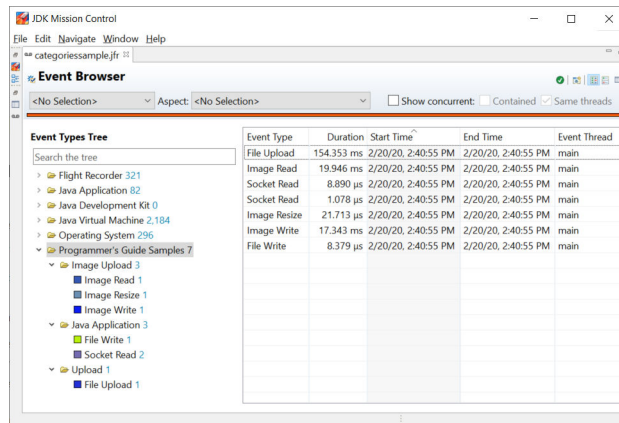 JDK Mission Control
File Edit Navigate Window Help
categoriessample.jfr
Event Browser
<No Selection> Aspect: <No Selection> Show concurrent: Contained Same threads
Event Types Tree
Search the tree
Flight Recorder 321
Java Application 82
Java Development Kit 0
Java Virtual Machine 2,184
Operating System 296
Programmer's Guide Samples 7
Image Upload 3
Image Read 1
Image Resize 1
Image Write 1
Java Application 3
File Write 1
Socket Read 2
Upload 1
File Upload 1
Event Type Duration Start Time End Time Event Thread
File Upload 154.353 ms 2/20/20, 2:40:55 PM 2/20/20, 2:40:55 PM main
Image Read 19.946 ms 2/20/20, 2:40:55 PM 2/20/20, 2:40:55 PM main
Socket Read 8.890 µs 2/20/20, 2:40:55 PM 2/20/20, 2:40:55 PM main
Socket Read 1.078 µs 2/20/20, 2:40:55 PM 2/20/20, 2:40:55 PM main
Image Resize 21.713 µs 2/20/20, 2:40:55 PM 2/20/20, 2:40:55 PM main
Image Write 17.343 ms 2/20/20, 2:40:55 PM 2/20/20, 2:40:55 PM main
File Write 8.379 µs 2/20/20, 2:40:55 PM 2/20/20, 2:40:55 PM main